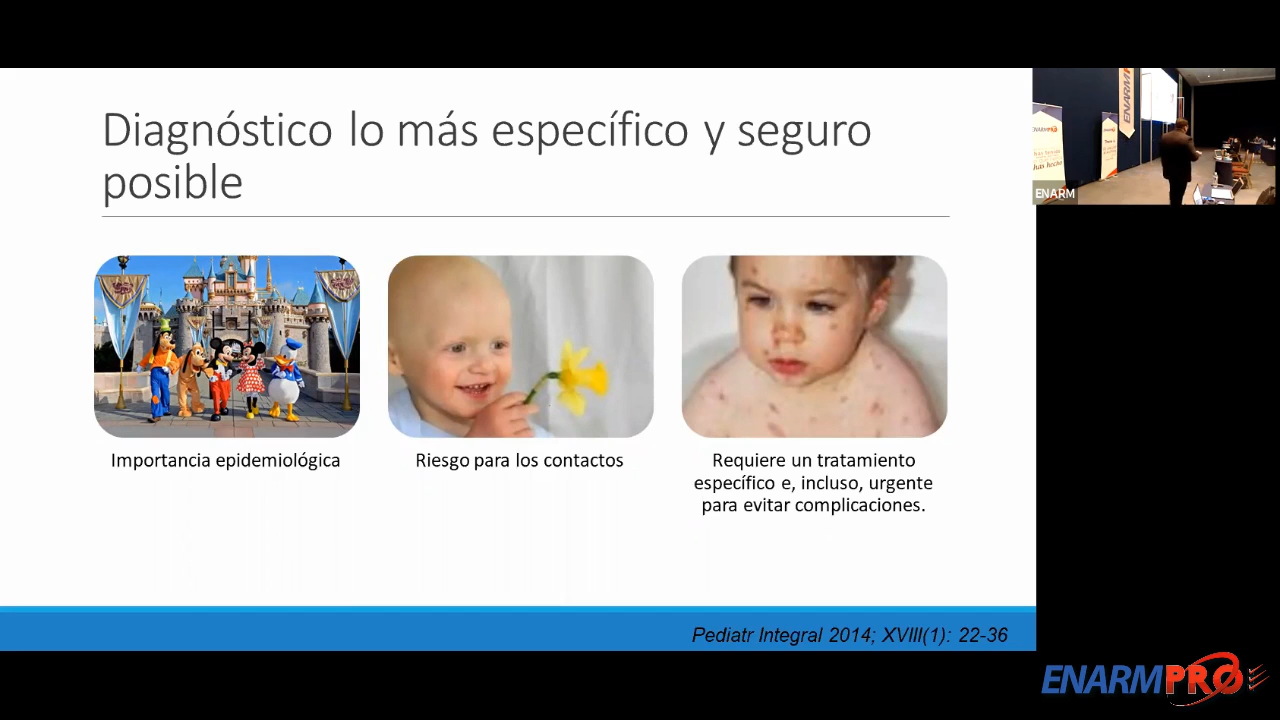 Diagnóstico lo más específico y seguro
posible
Importancia epidemiológica
Riesgo para los contactos
Requiere un tratamiento
específico e, incluso, urgente
para evitar complicaciones.
Pediatr Integral 2014; XVIII(1): 22-36
ENARM
ENARM
ENARMPRO